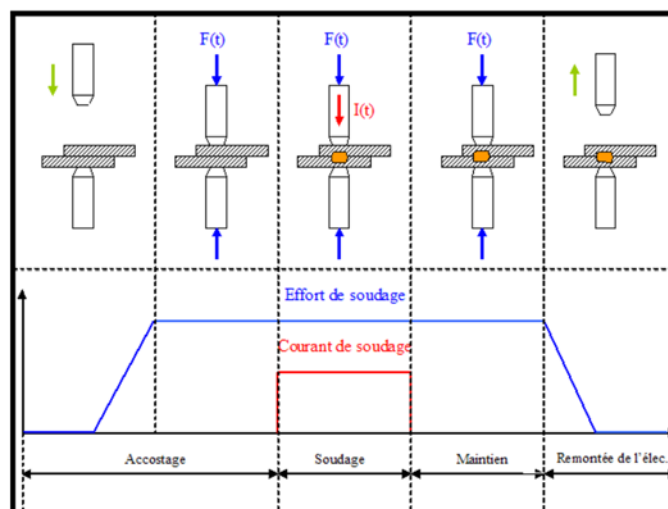 F(t)
F(t)
F(t)
I(t)
Effort de soudage
Courant de soudage
Accostage
Soudage
Maintien
Remontée de l'élec.